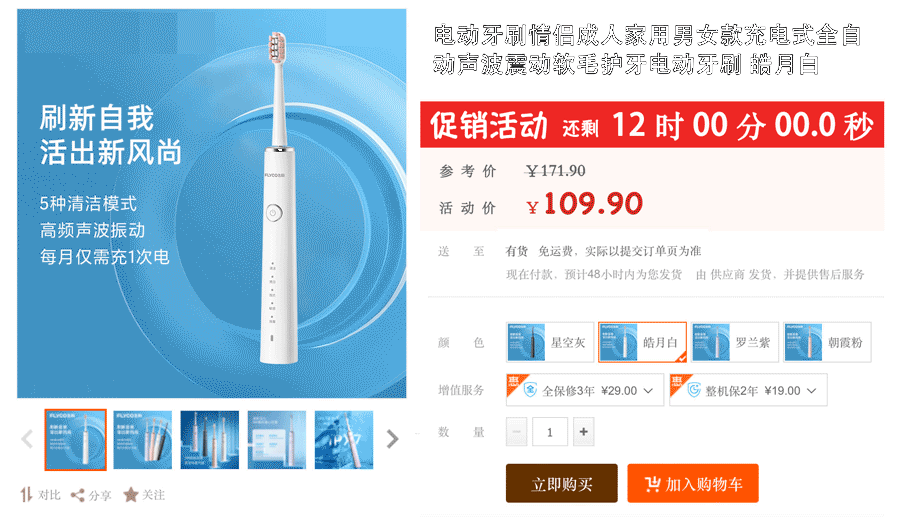 刷新自我
活出新风尚
5种清洁模式
高频声波振动
每月仅需充1次电
对比 分享 关注
电动牙刷情侣成人家用男女款充电式全自
动声波震动软毛护牙电动牙刷 皓月白
促销活动 还剩 12 时 00 分 00.0 秒
参考价 ¥171.90
活动价 ¥109.90
送至 有货 免运费，实际以提交订单页为准
现在付款，预计48小时内为您发货 由 供应商 发货，并提供售后服务
颜色 星空灰 皓月白 罗兰紫 朝霞粉
增值服务 全保修3年 ¥29.00 整机保2年 ¥19.00
数量 1
立即购买 加入购物车